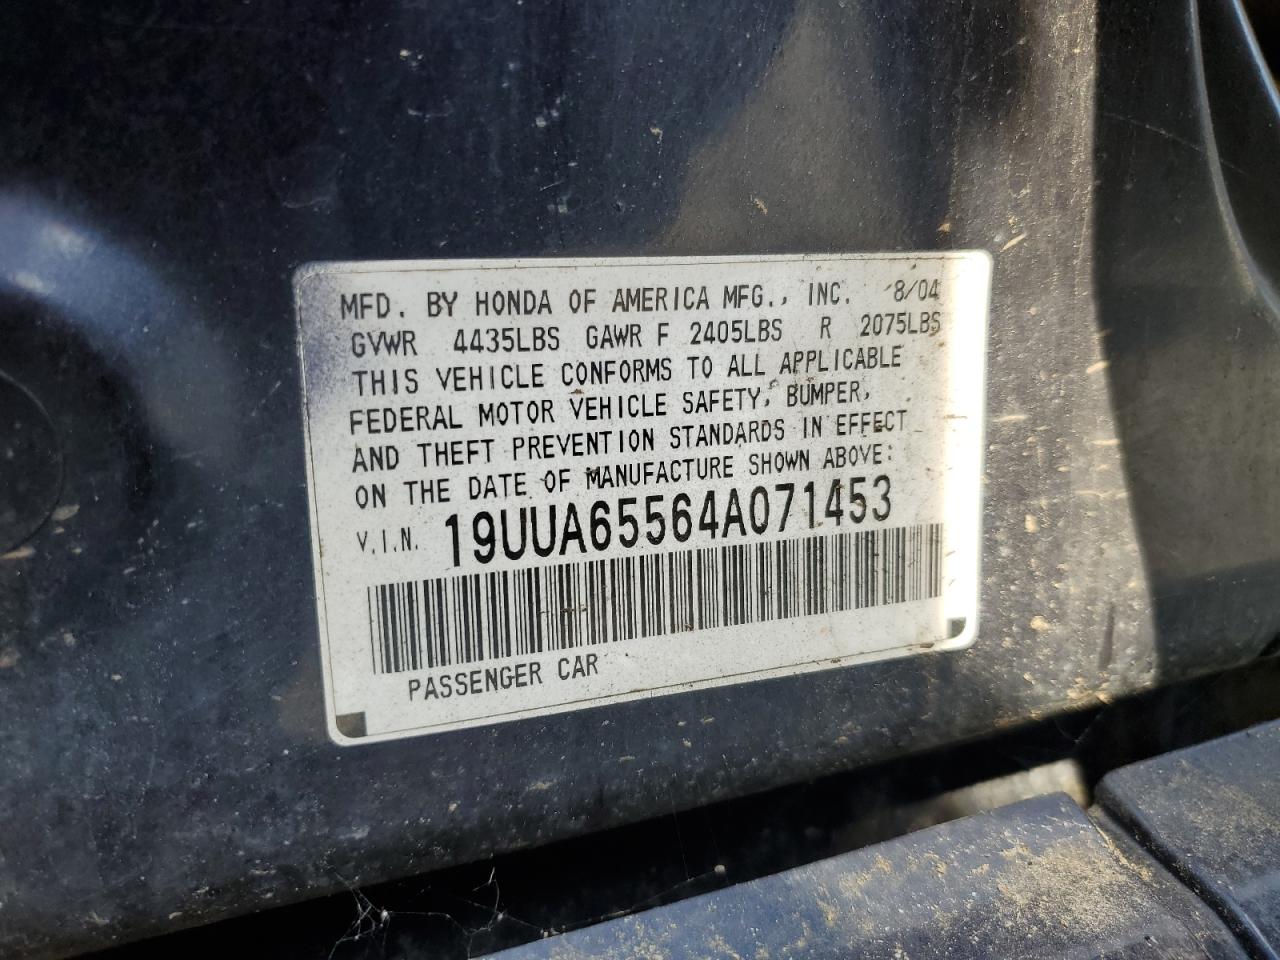 MFD. BY HONDA OF AMERICA MFG., INC. 8/04
GVWR 4435LBS GAWR F 2405LBS R 2075LBS
THIS VEHICLE CONFORMS TO ALL APPLICABLE
FEDERAL MOTOR VEHICLE SAFETY, BUMPER,
AND THEFT PREVENTION STANDARDS IN EFFECT
ON THE DATE OF MANUFACTURE SHOWN ABOVE:
V.I.N. 19UUA65564A071453
PASSENGER CAR